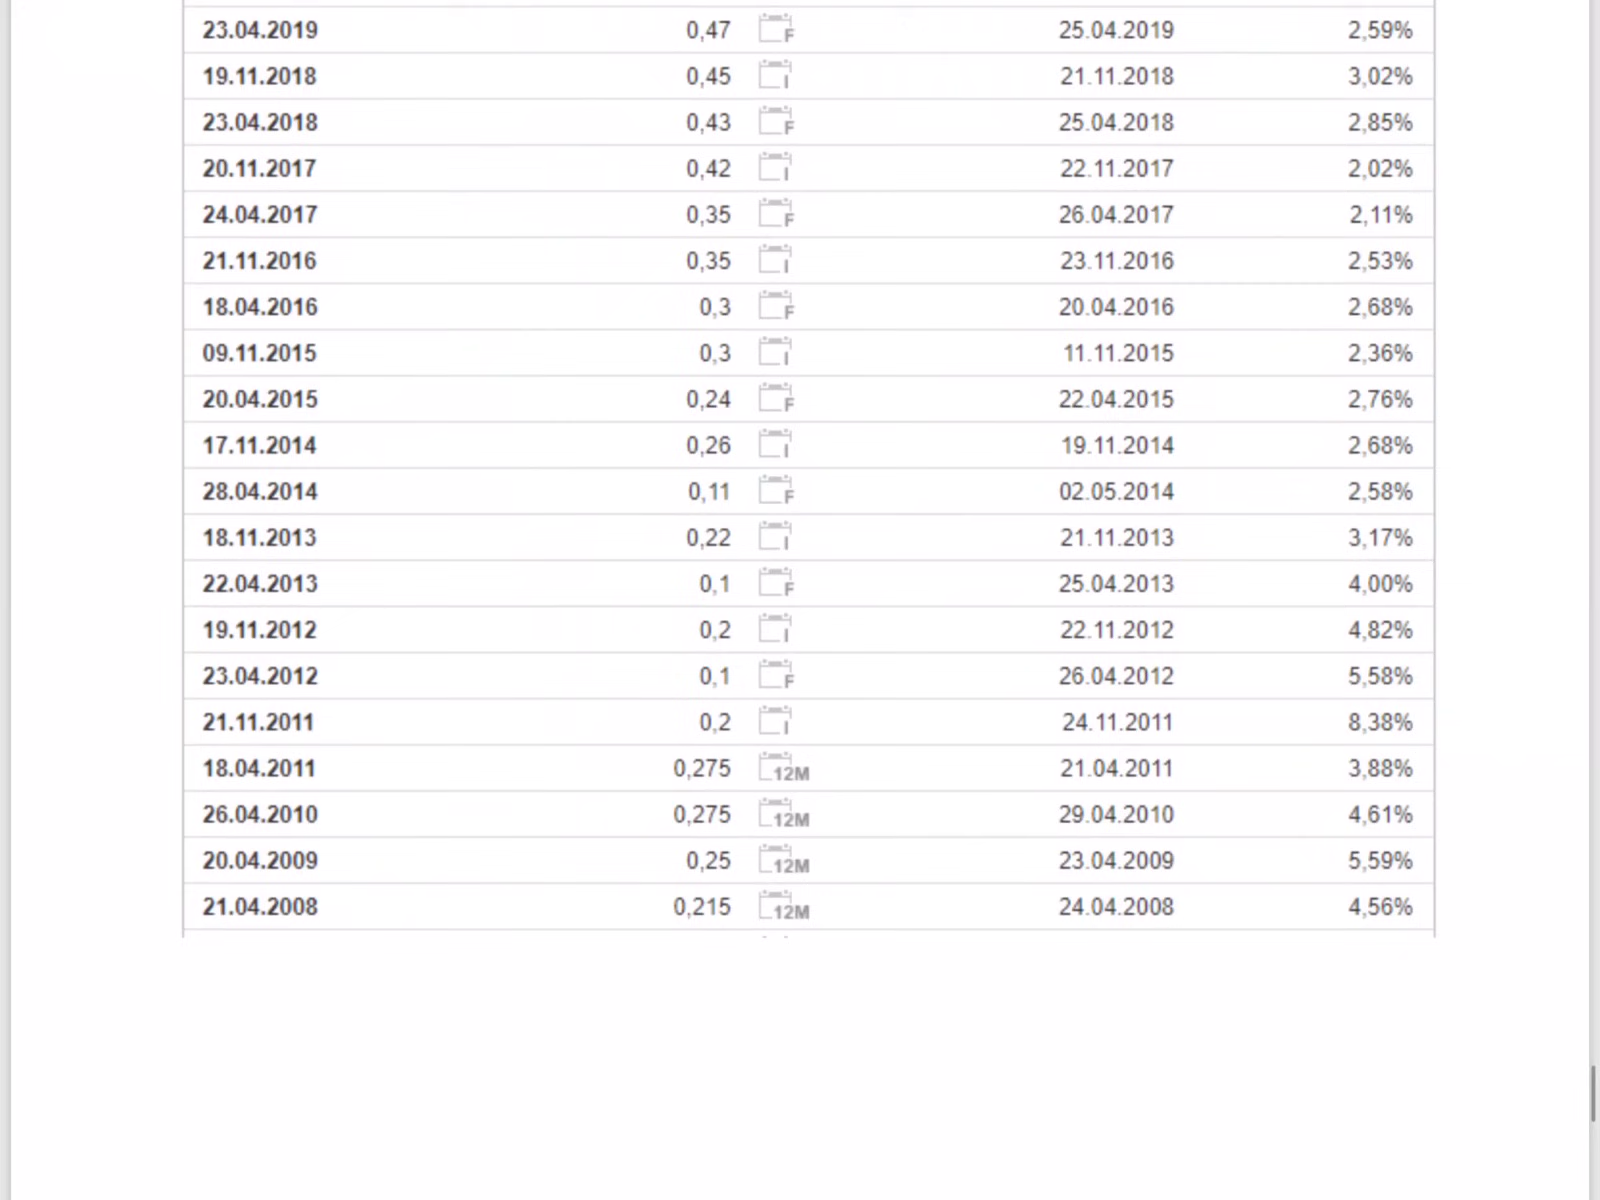 23.04.2019 0,47 F 25.04.2019 2,59%
19.11.2018 0,45 I 21.11.2018 3,02%
23.04.2018 0,43 F 25.04.2018 2,85%
20.11.2017 0,42 I 22.11.2017 2,02%
24.04.2017 0,35 F 26.04.2017 2,11%
21.11.2016 0,35 I 23.11.2016 2,53%
18.04.2016 0,3 F 20.04.2016 2,68%
09.11.2015 0,3 I 11.11.2015 2,36%
20.04.2015 0,24 F 22.04.2015 2,76%
17.11.2014 0,26 I 19.11.2014 2,68%
28.04.2014 0,11 F 02.05.2014 2,58%
18.11.2013 0,22 I 21.11.2013 3,17%
22.04.2013 0,1 F 25.04.2013 4,00%
19.11.2012 0,2 I 22.11.2012 4,82%
23.04.2012 0,1 F 26.04.2012 5,58%
21.11.2011 0,2 I 24.11.2011 8,38%
18.04.2011 0,275 12M 21.04.2011 3,88%
26.04.2010 0,275 12M 29.04.2010 4,61%
20.04.2009 0,25 12M 23.04.2009 5,59%
21.04.2008 0,215 12M 24.04.2008 4,56%